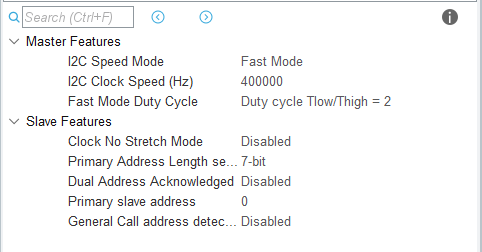 Search (Ctrl+F)
Master Features
I2C Speed Mode Fast Mode
I2C Clock Speed (Hz) 400000
Fast Mode Duty Cycle Duty cycle Tlow/Thigh = 2
Slave Features
Clock No Stretch Mode Disabled
Primary Address Length se... 7-bit
Dual Address Acknowledged Disabled
Primary slave address 0
General Call address detec... Disabled